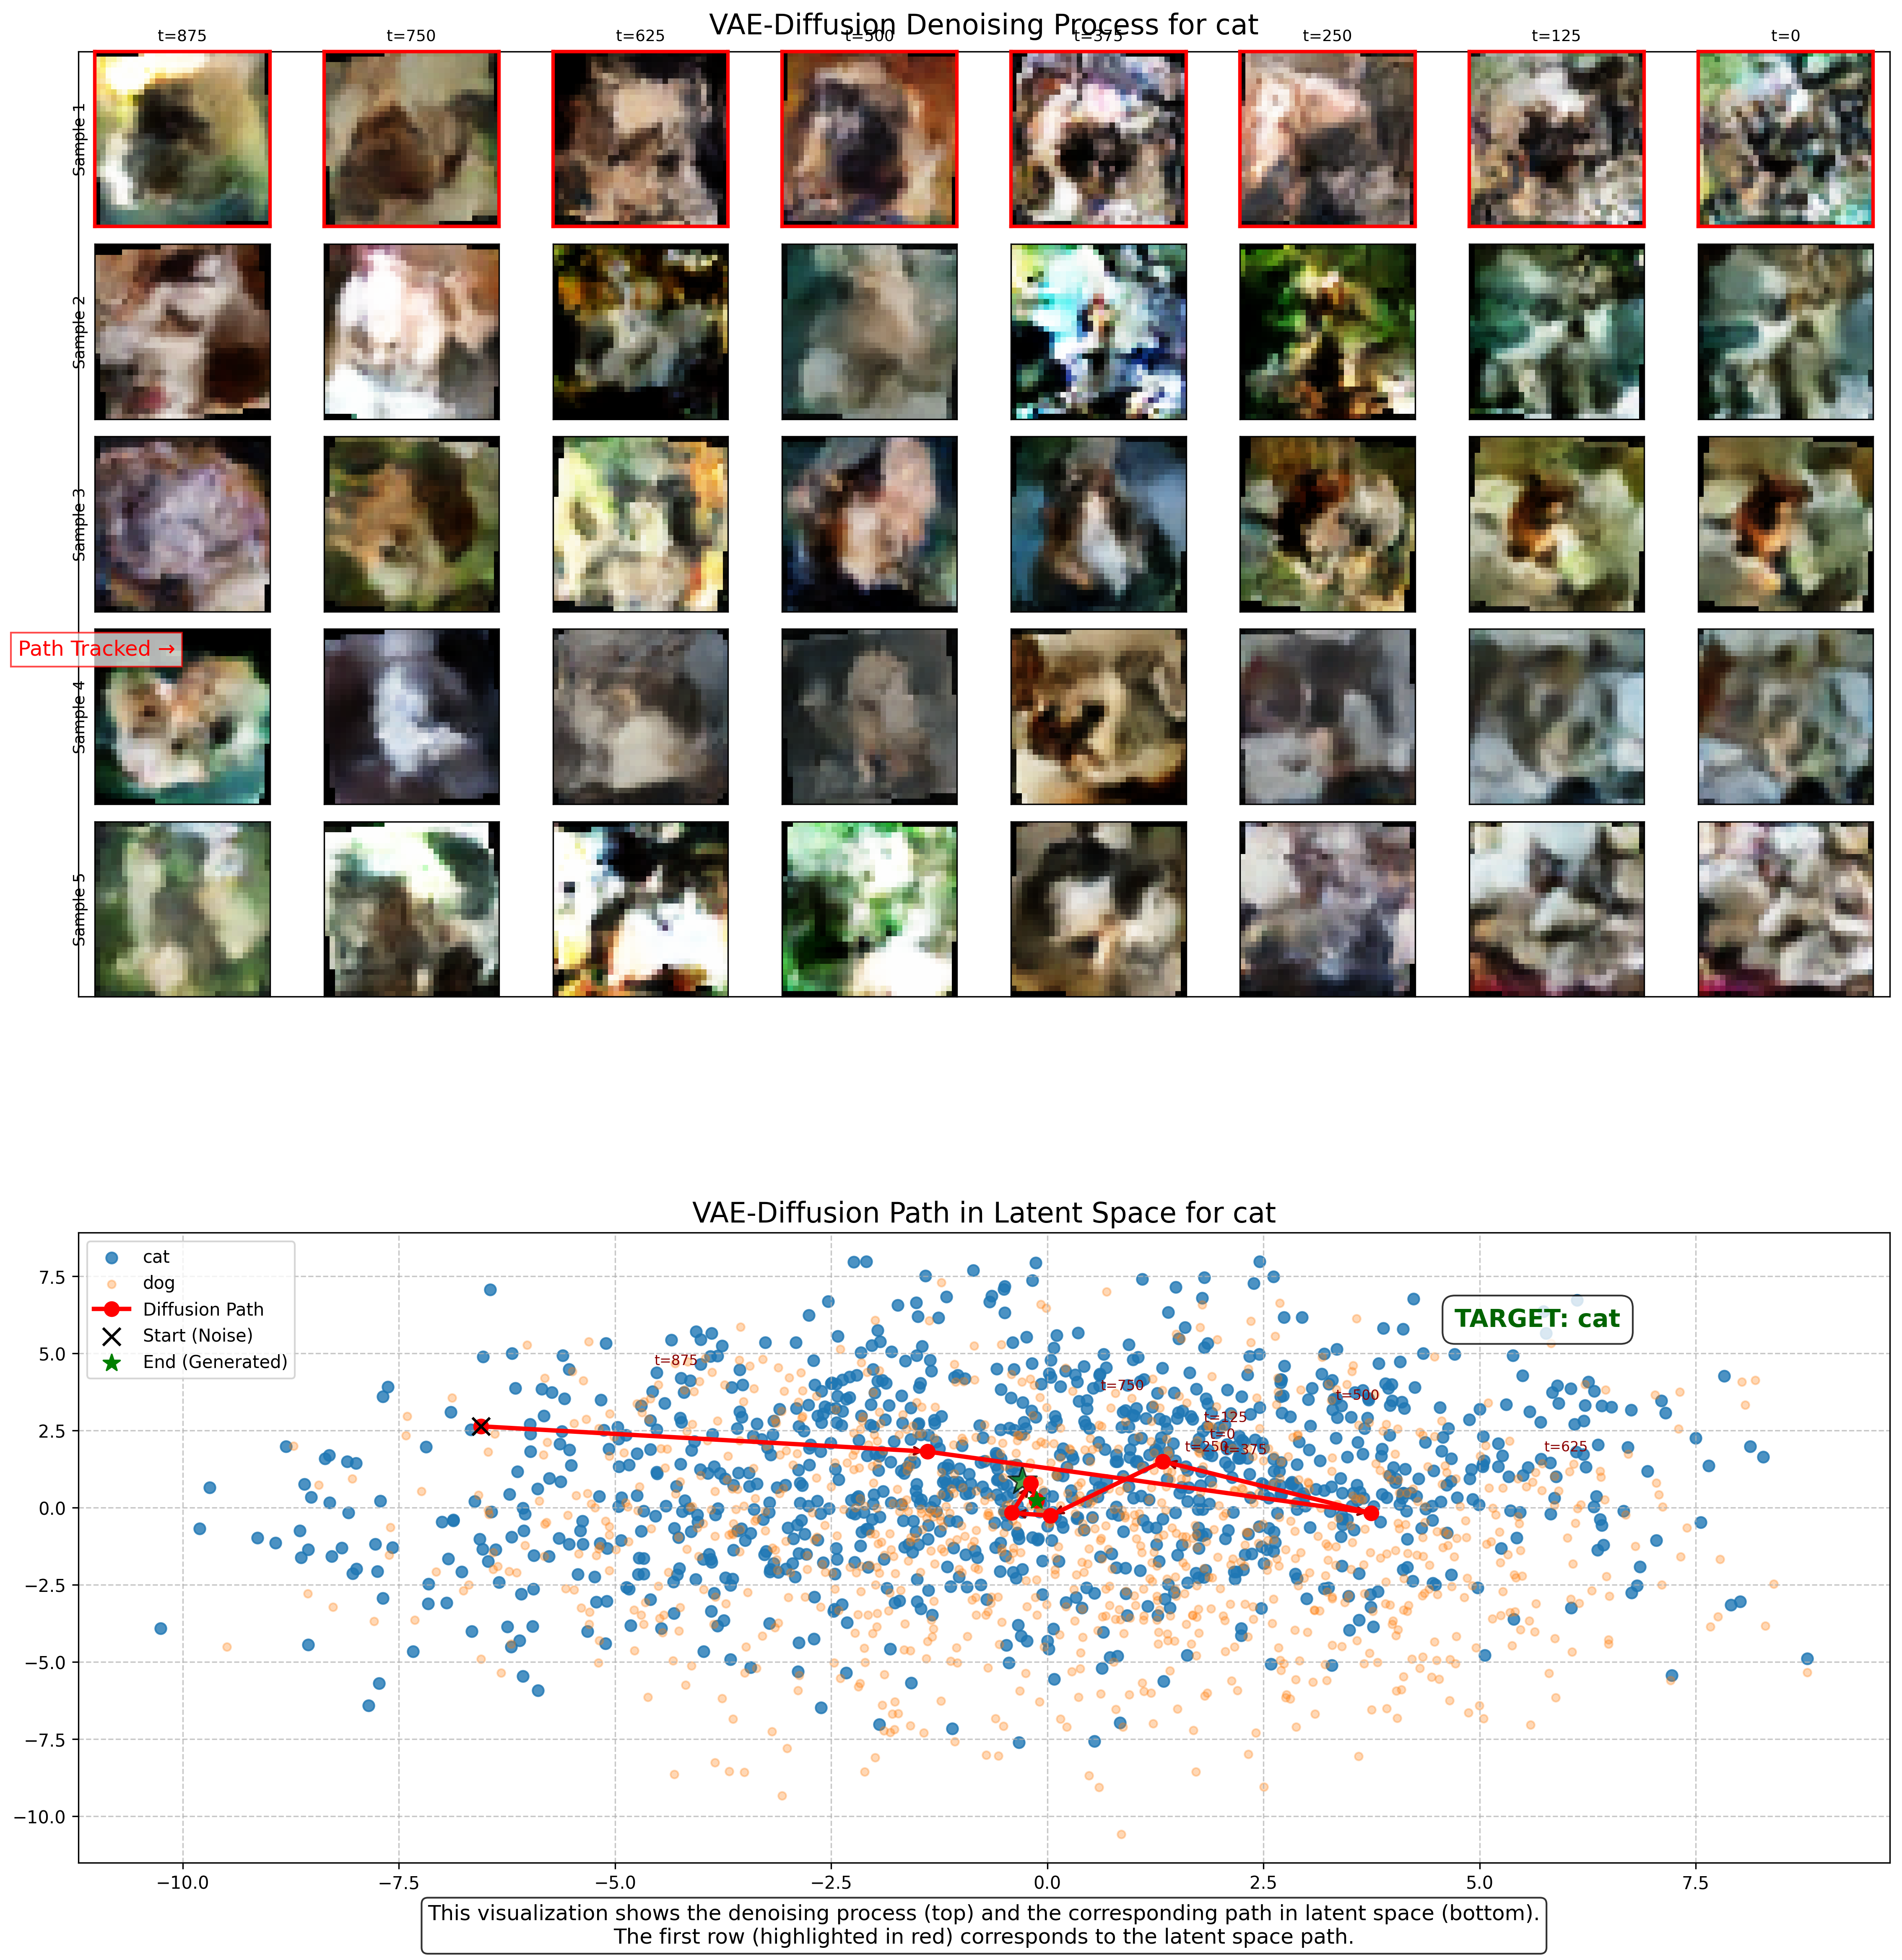 VAE-Diffusion Denoising Process for cat
t=875 t=750 t=625 t=500 t=375 t=250 t=125 t=0
Sample 1
Sample 2
Sample 3
Path Tracked →
Sample 4
Sample 5
VAE-Diffusion Path in Latent Space for cat
cat
dog
Diffusion Path
Start (Noise)
End (Generated)
TARGET: cat
t=875
t=750
t=500
t=125
t=0
t=250
t=375
t=625
7.5
5.0
2.5
0.0
−2.5
−5.0
−7.5
−10.0
−10.0 −7.5 −5.0 −2.5 0.0 2.5 5.0 7.5
This visualization shows the denoising process (top) and the corresponding path in latent space (bottom).
The first row (highlighted in red) corresponds to the latent space path.